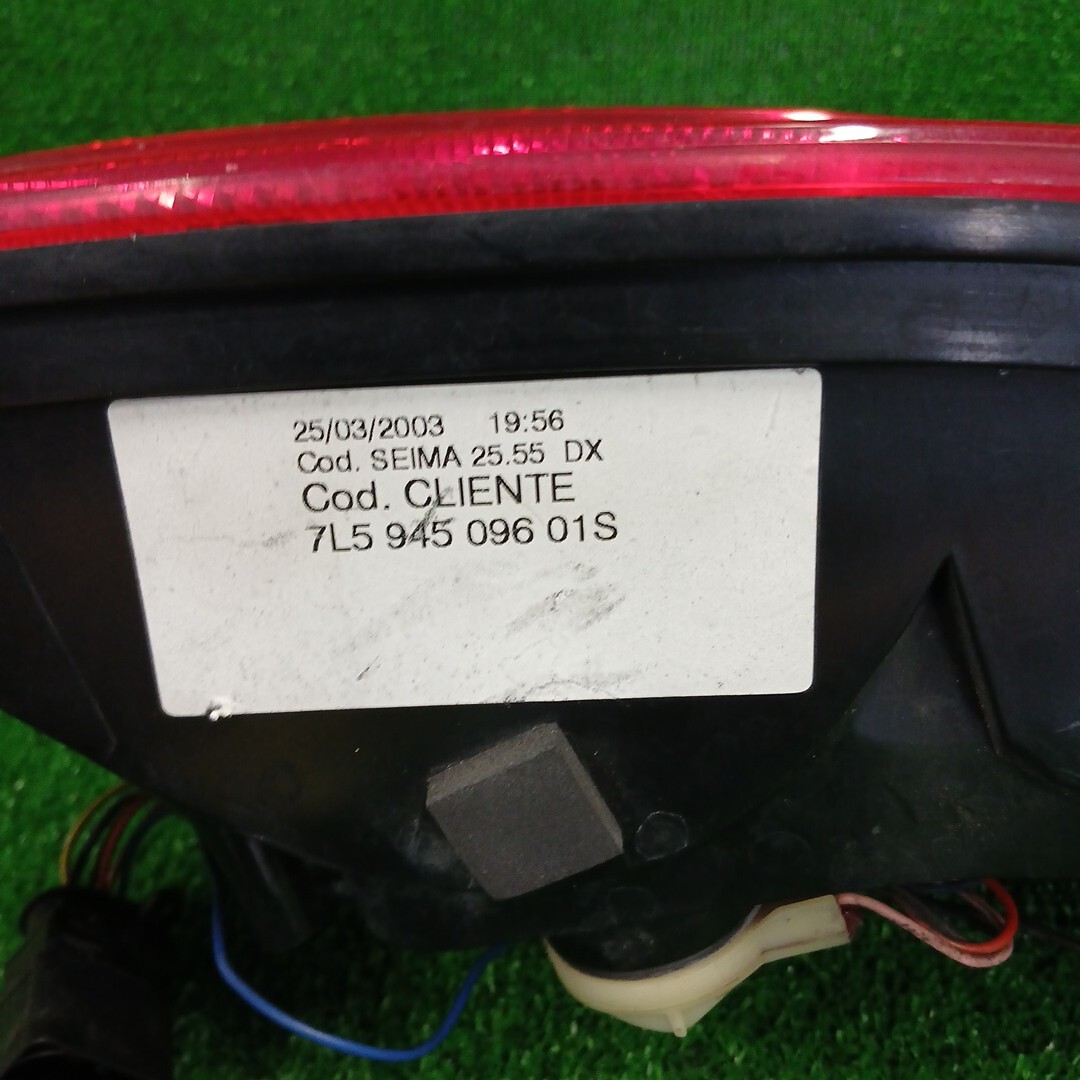 25/03/2003 19:56
Cod. SEIMA 25.55 DX
Cod. CLIENTE
7L5 945 096 01S